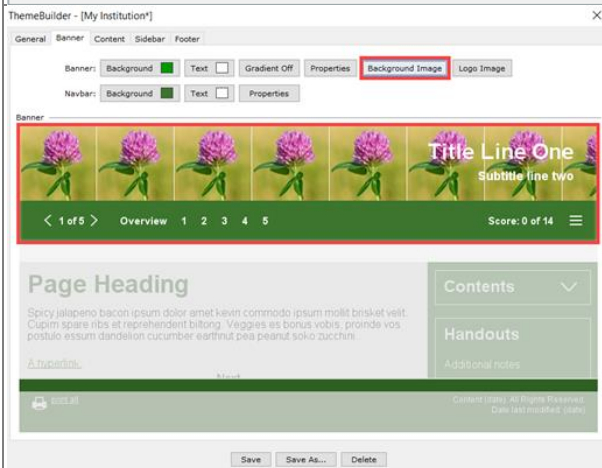 ThemeBuilder - [My Institution*]
General Banner Content Sidebar Footer
Banner: Background Text Gradient Off Properties Background Image Logo Image
Navbar: Background Text Properties
Banner
Title Line One
Subtitle line two
< 1 of 5 > Overview 1 2 3 4 5 Score: 0 of 14
Page Heading
Spicy jalapeno bacon ipsum dolor amet kevin commodo ipsum mollit brisket velit.
Cupim spare ribs et reprehenderit biltong. Veggies es bonus vobis, proinde vos
postulo essum dandelion cucumber earthnut pea peanut soko zucchini.
A hyperlink.
Next
Contents
Handouts
Additional notes
print all
Content (date). All Rights Reserved.
Date last modified: (date)
Save Save As... Delete